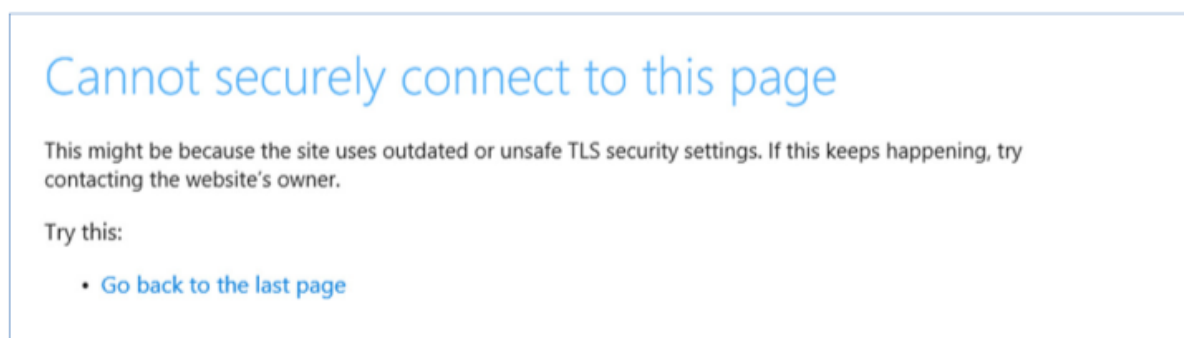 Cannot securely connect to this page
This might be because the site uses outdated or unsafe TLS security settings. If this keeps happening, try
contacting the website's owner.
Try this:
• Go back to the last page